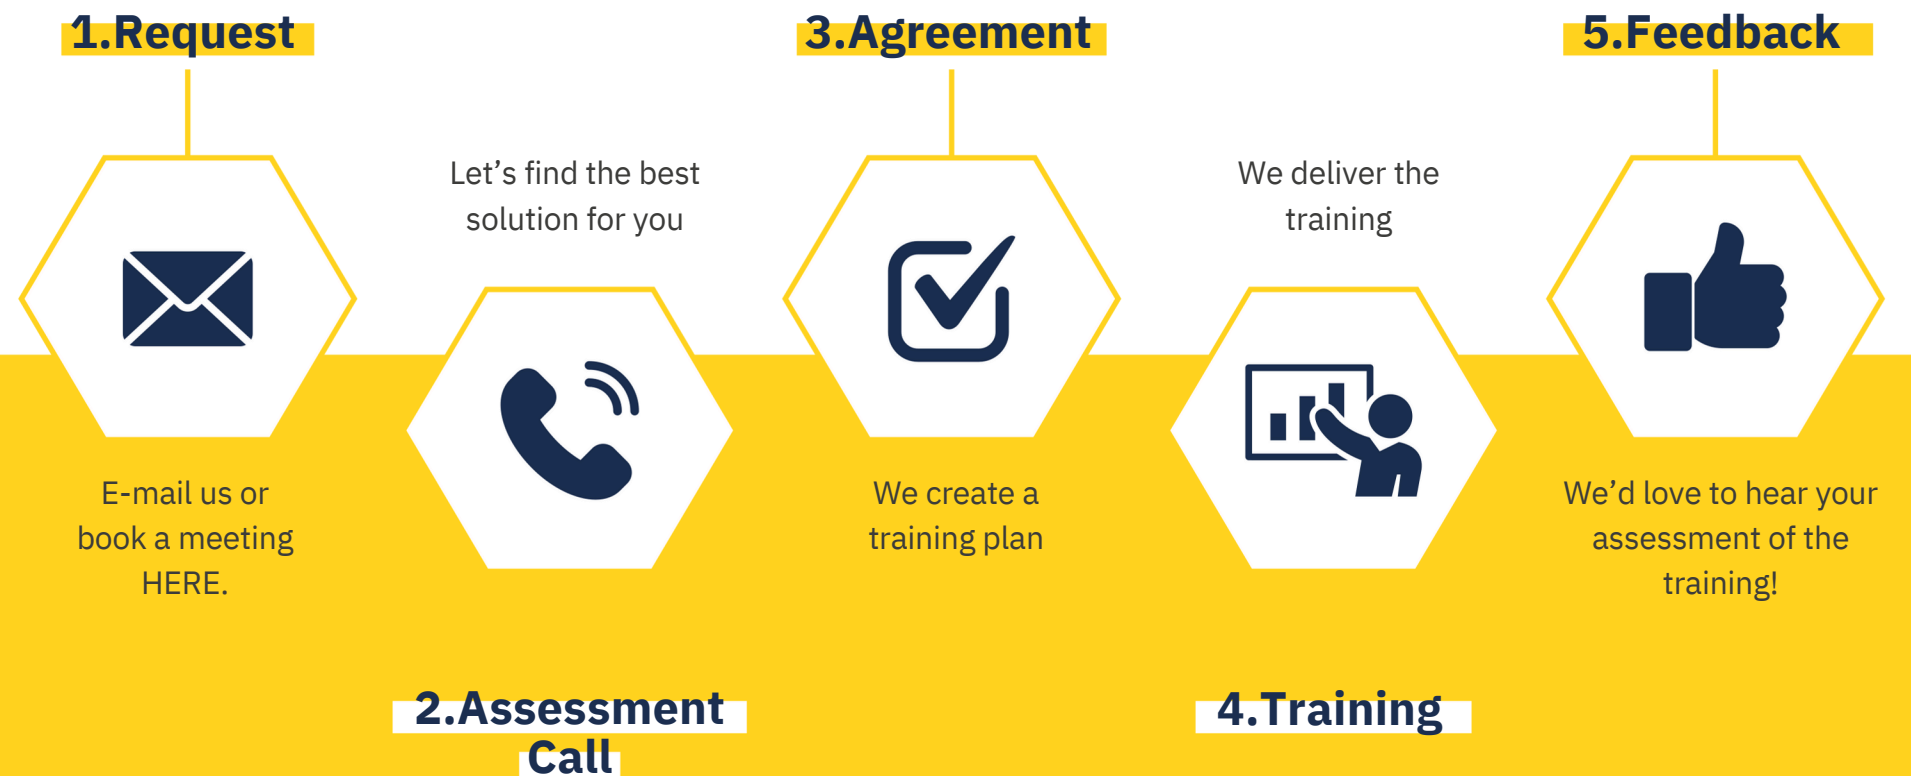 1.Request
E-mail us or
book a meeting
HERE.
Let’s find the best
solution for you
2.Assessment
Call
3.Agreement
We create a
training plan
We deliver the
training
4.Training
5.Feedback
We’d love to hear your
assessment of the
training!